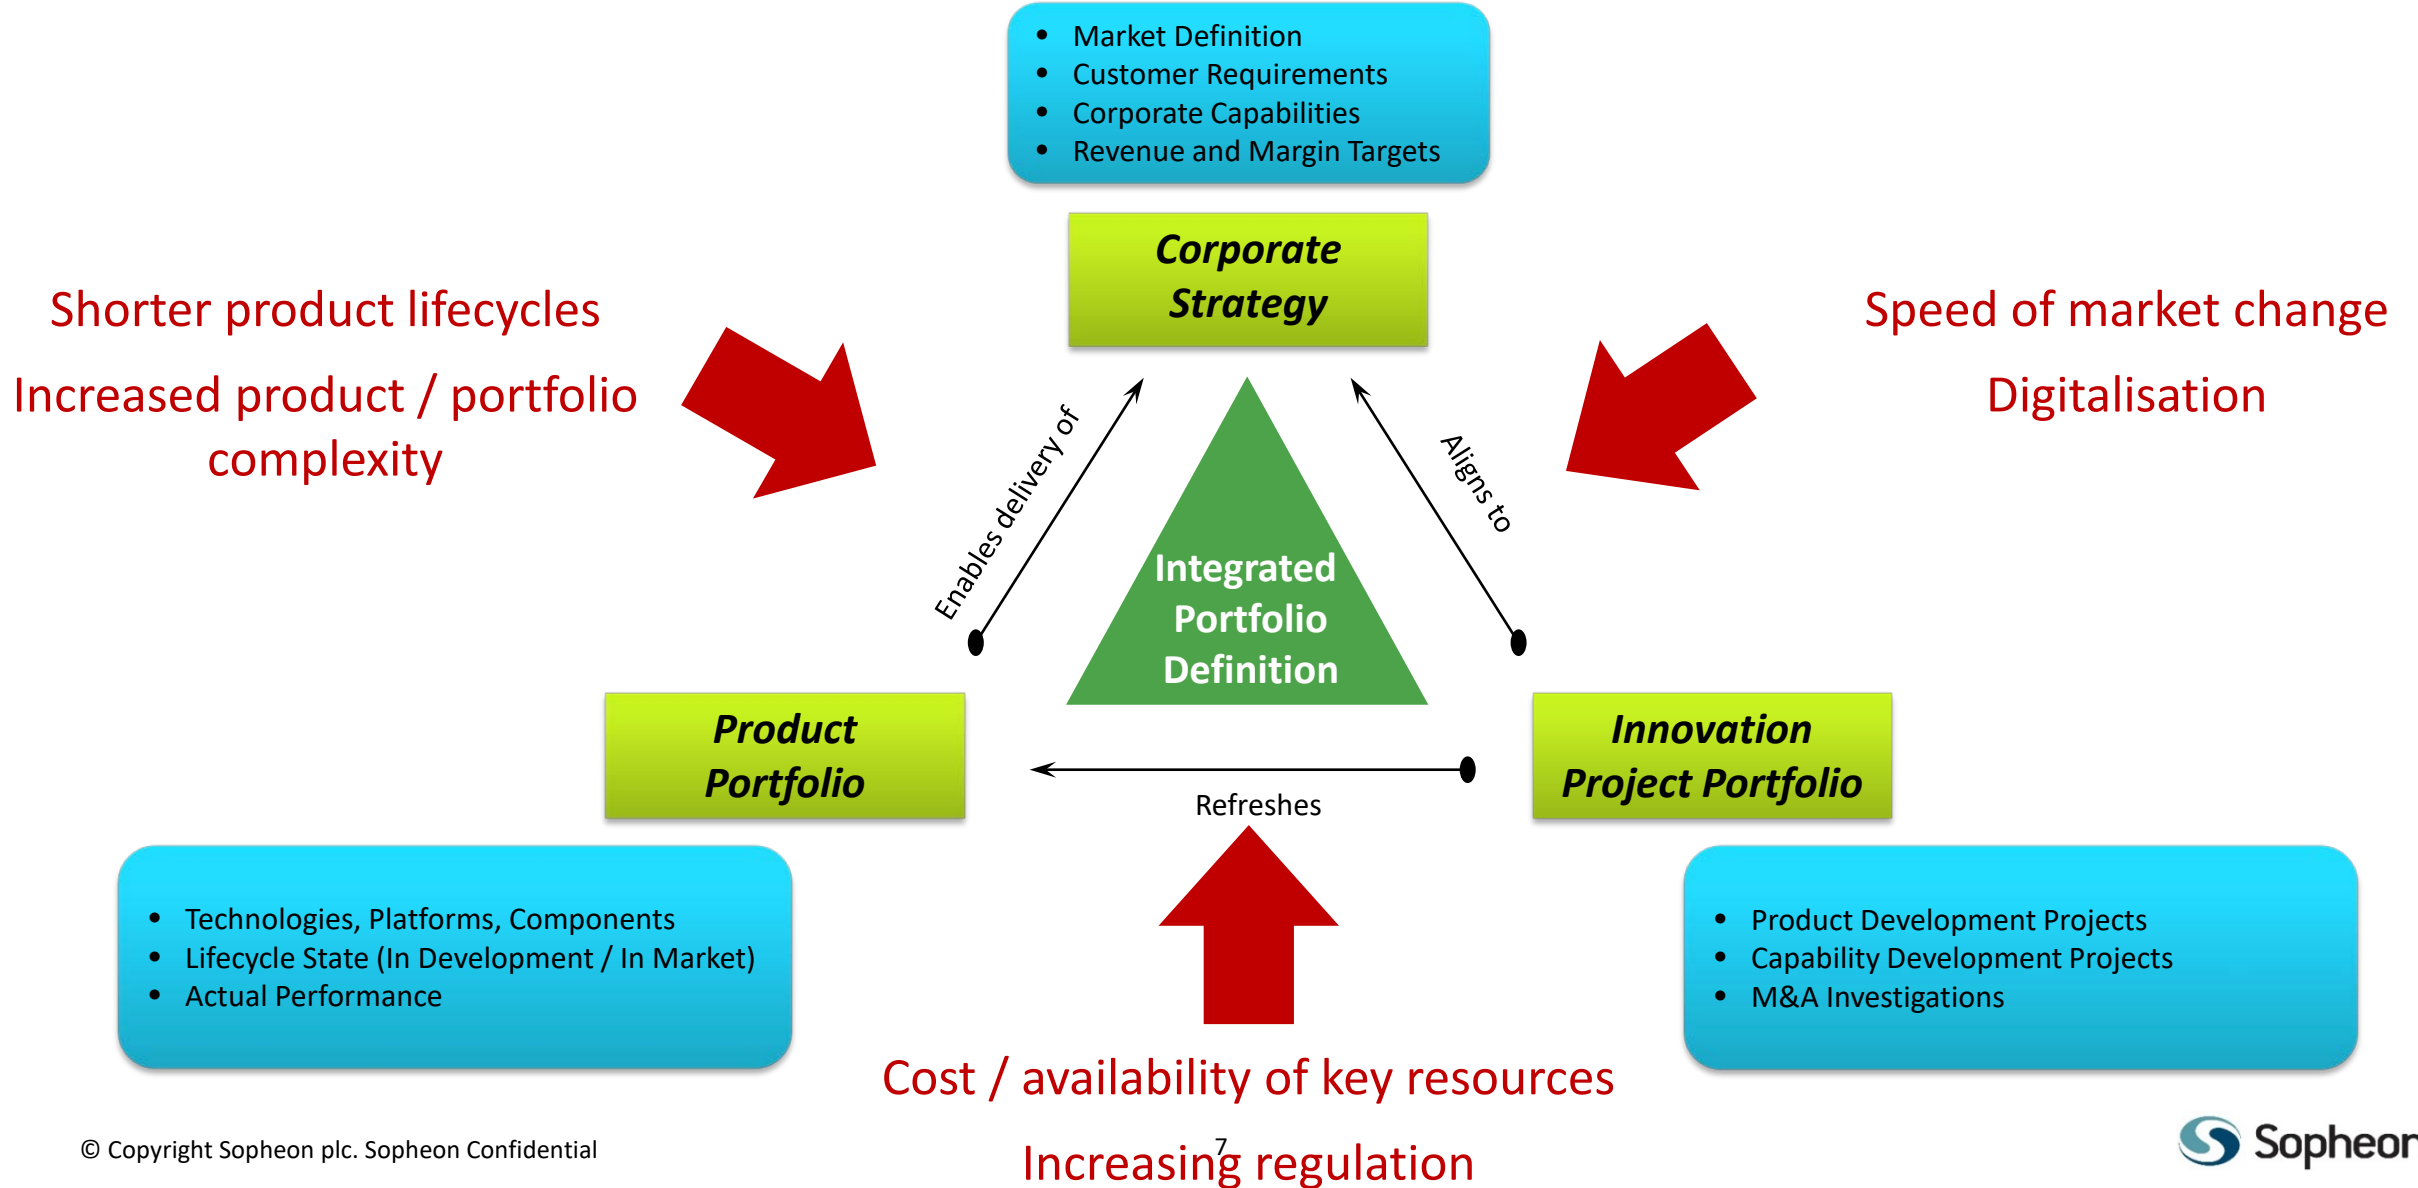 • Market Definition
• Customer Requirements
• Corporate Capabilities
• Revenue and Margin Targets
Corporate
Strategy
Shorter product lifecycles
Increased product / portfolio
complexity
Speed of market change
Digitalisation
Enables delivery of
Aligns to
Integrated
Portfolio
Definition
Product
Portfolio
Innovation
Project Portfolio
Refreshes
• Technologies, Platforms, Components
• Lifecycle State (In Development / In Market)
• Actual Performance
• Product Development Projects
• Capability Development Projects
• M&A Investigations
Cost / availability of key resources
Increasing regulation
© Copyright Sopheon plc. Sopheon Confidential
7
Sopheon